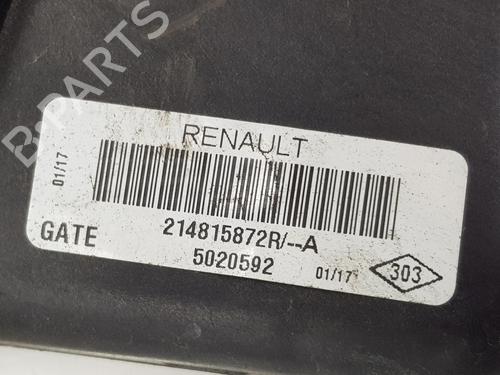 B-PARTS
RENAULT
01/17
214815872R/--A
GATE
5020592
01/17
303